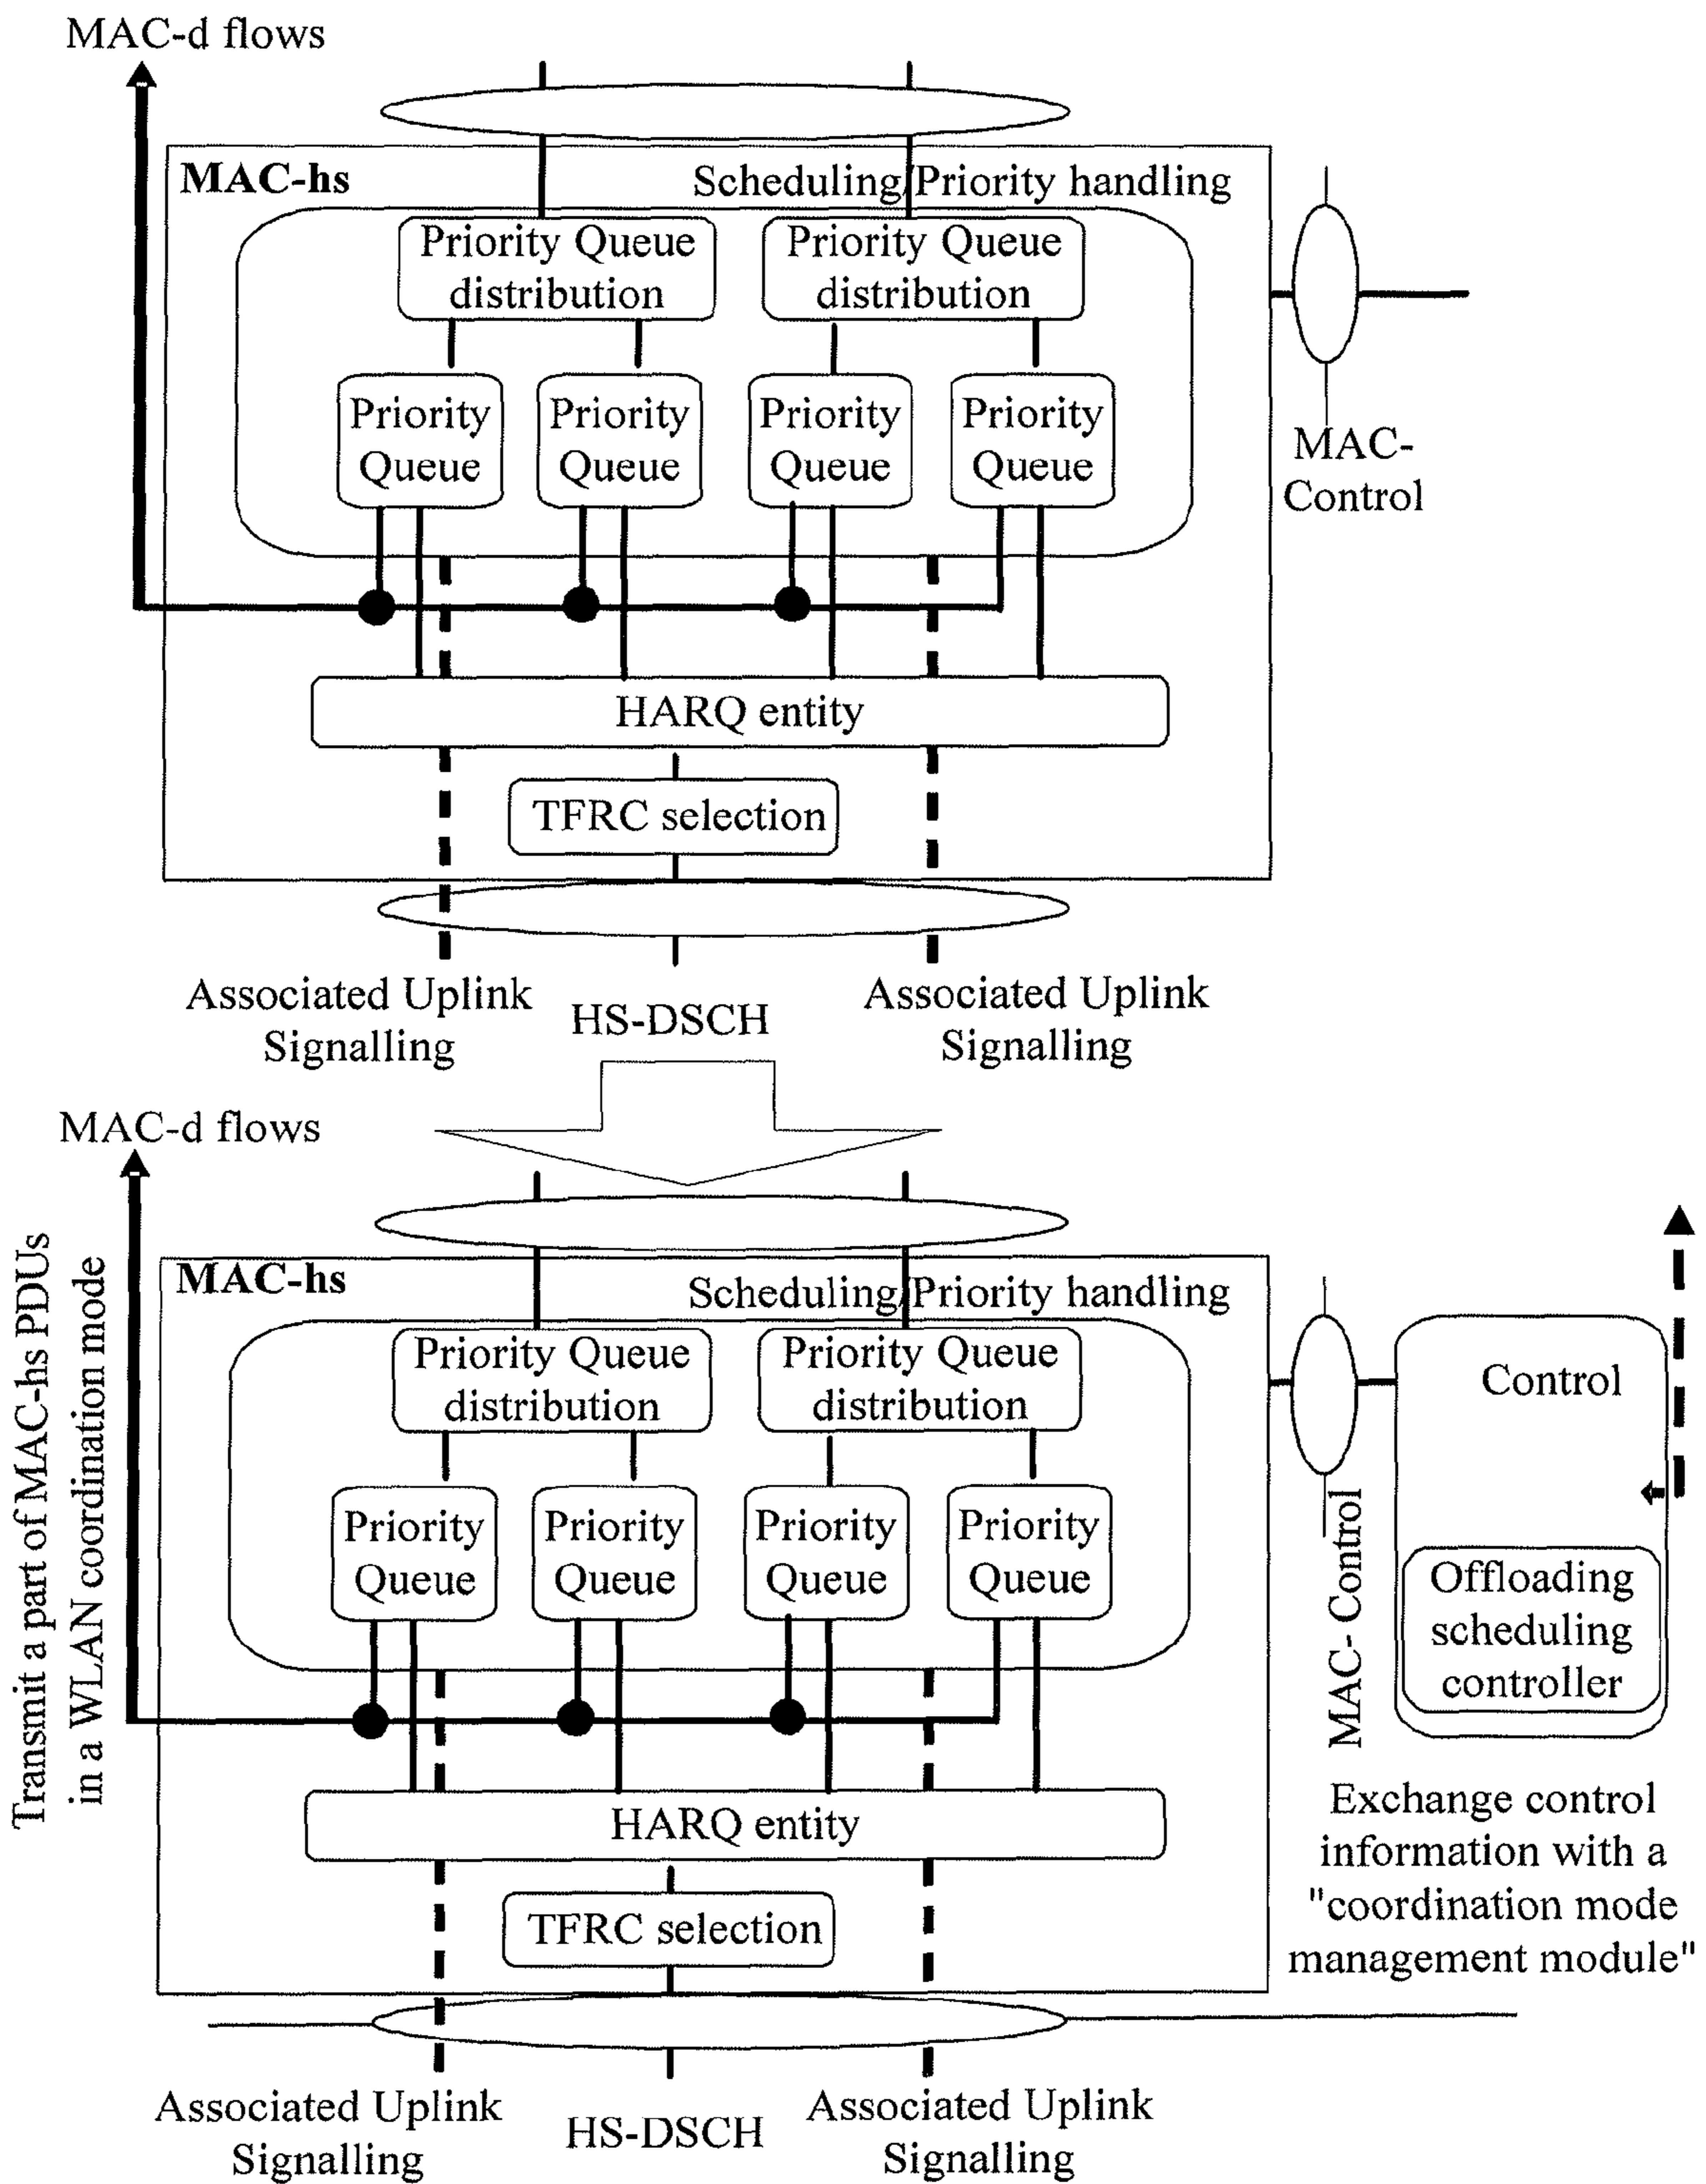 MAC-d flows
MAC-hs
Scheduling/Priority handling
Priority Queue
distribution
Priority Queue
distribution
Priority
Queue
Priority
Queue
Priority
Queue
Priority
Queue
MAC-
Control
HARQ entity
TFRC selection
Associated Uplink
Signalling
HS-DSCH
Associated Uplink
Signalling
MAC-d flows
Transmit a part of MAC-hs PDUs
in a WLAN coordination mode
MAC-hs
Scheduling/Priority handling
Priority Queue
distribution
Priority Queue
distribution
Priority
Queue
Priority
Queue
Priority
Queue
Priority
Queue
HARQ entity
TFRC selection
MAC- Control
Control
Offloading
scheduling
controller
Exchange control
information with a
"coordination mode
management module"
Associated Uplink
Signalling
HS-DSCH
Associated Uplink
Signalling